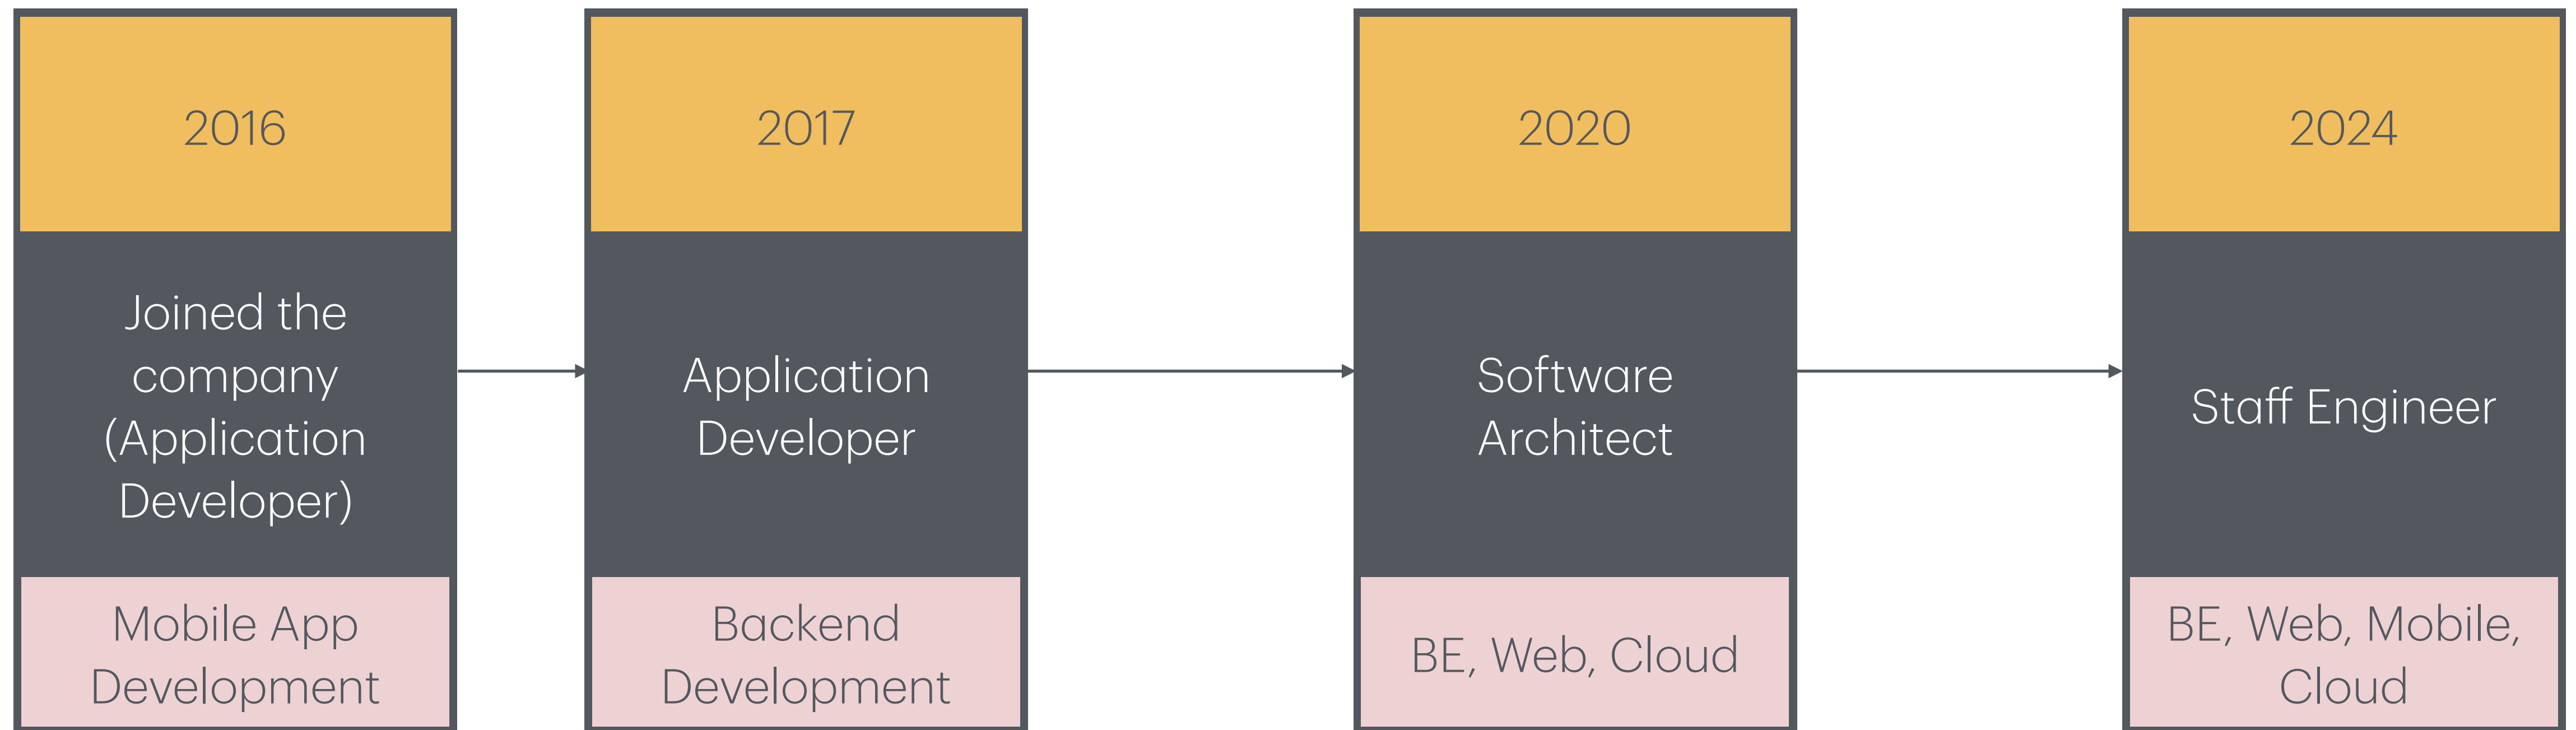 2016
Joined the
company
(Application
Developer)
Mobile App
Development
2017
Application
Developer
Backend
Development
2020
Software
Architect
BE, Web, Cloud
2024
Staff Engineer
BE, Web, Mobile,
Cloud